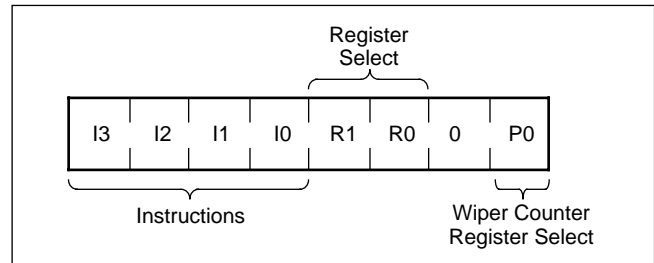 Register
Select
I3 I2 I1 I0 R1 R0 0 P0
Instructions
Wiper Counter
Register Select